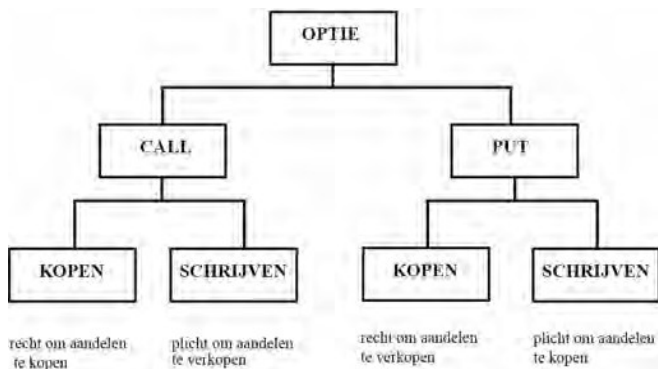 OPTIE
CALL
PUT
KOPEN
SCHRIJVEN
KOPEN
SCHRIJVEN
recht om aandelen
te kopen
plicht om aandelen
te verkopen
recht om aandelen
te verkopen
plicht om aandelen
te kopen